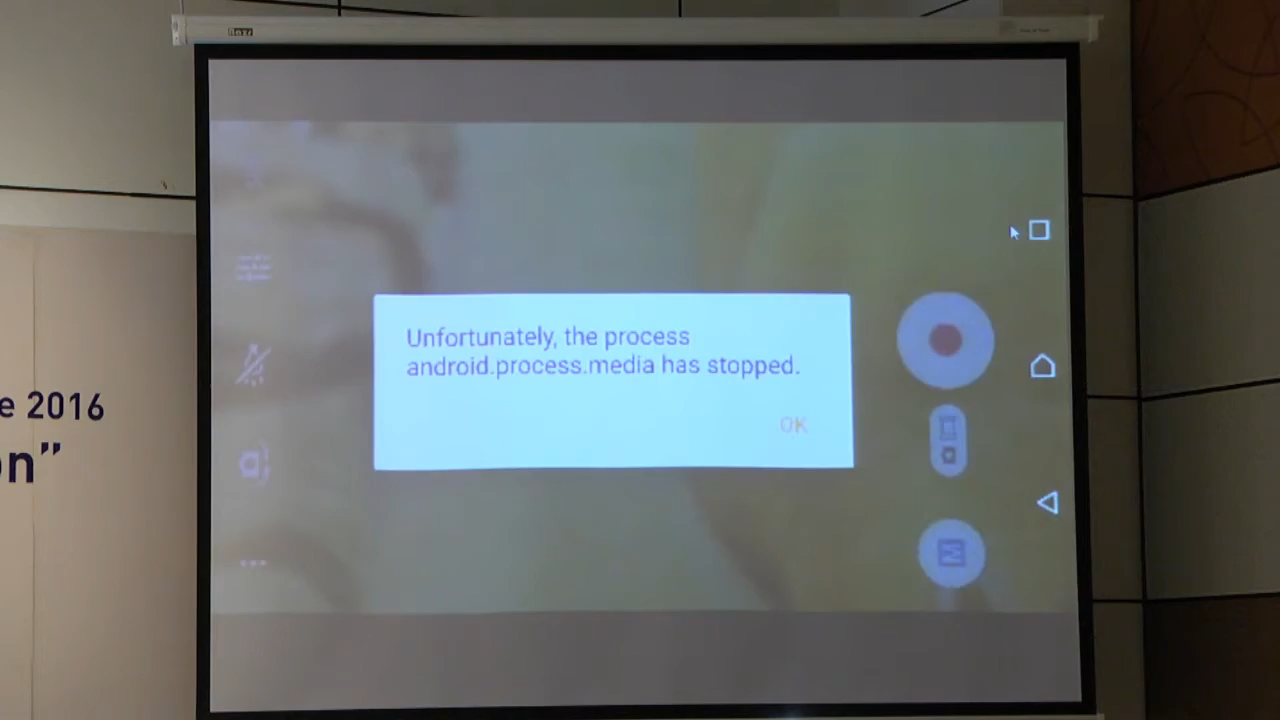 Unfortunately, the process
android.process.media has stopped.
OK
e 2016
on”
M